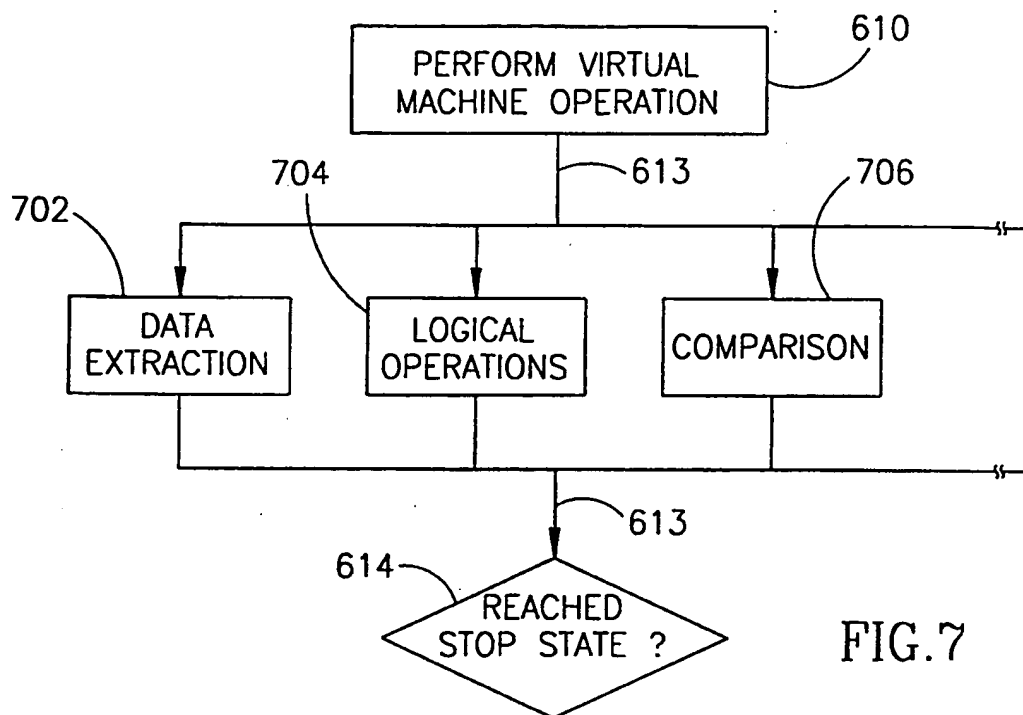 610
PERFORM VIRTUAL
MACHINE OPERATION
613
702
704
706
DATA
EXTRACTION
LOGICAL
OPERATIONS
COMPARISON
613
614
REACHED
STOP STATE ?
FIG.7